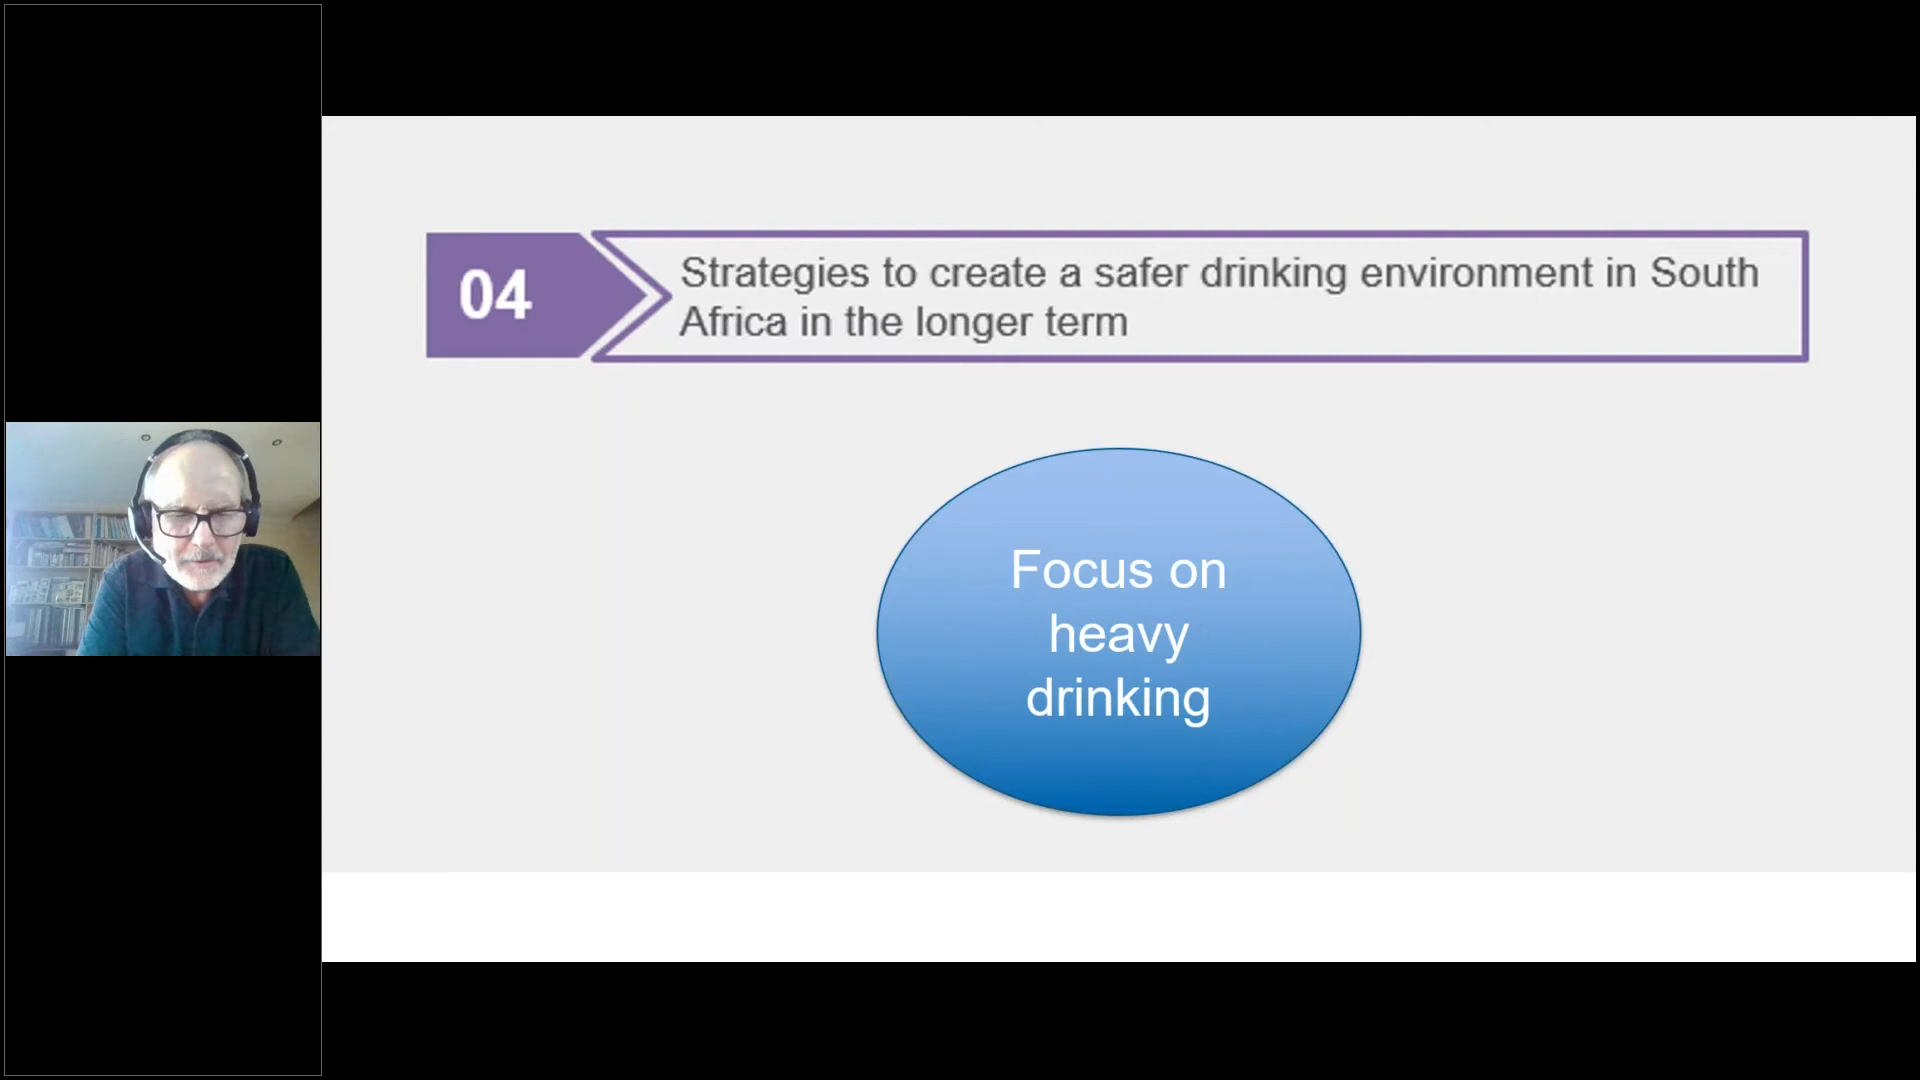 04
Strategies to create a safer drinking environment in South
Africa in the longer term
Focus on
heavy
drinking